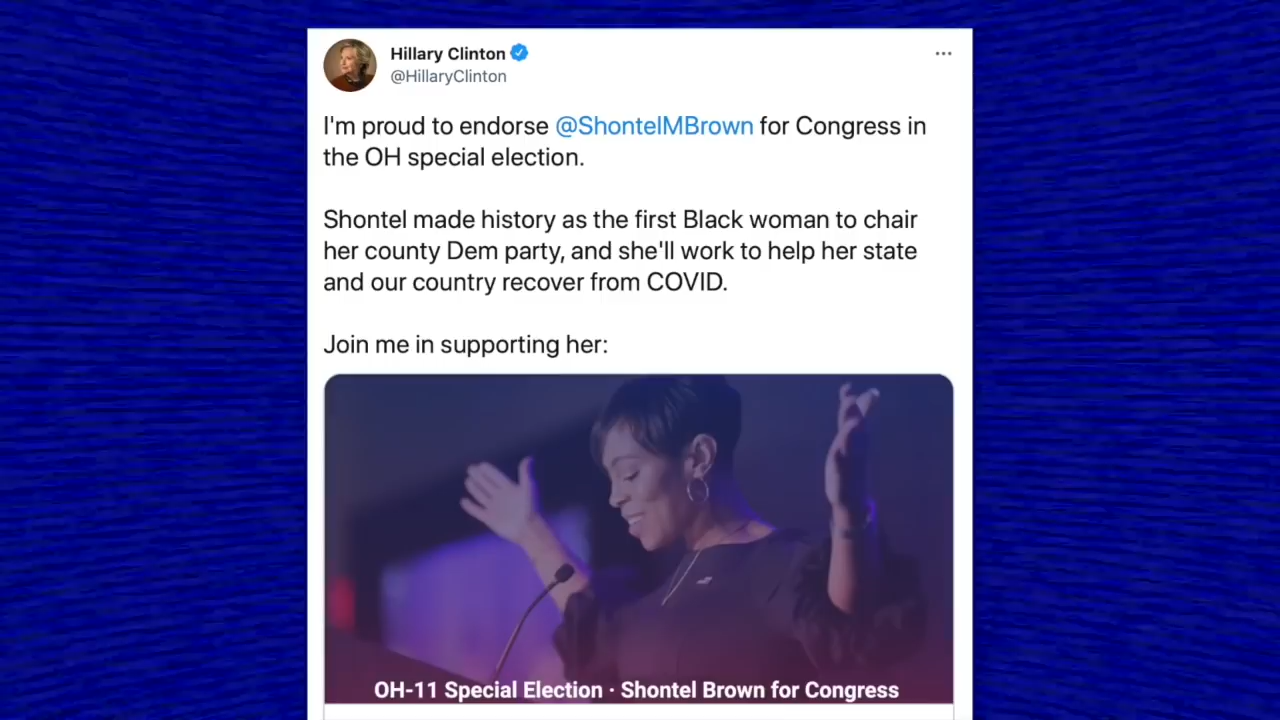 Hillary Clinton
@HillaryClinton
I'm proud to endorse @ShontelMBrown for Congress in
the OH special election.
Shontel made history as the first Black woman to chair
her county Dem party, and she'll work to help her state
and our country recover from COVID.
Join me in supporting her:
OH-11 Special Election · Shontel Brown for Congress